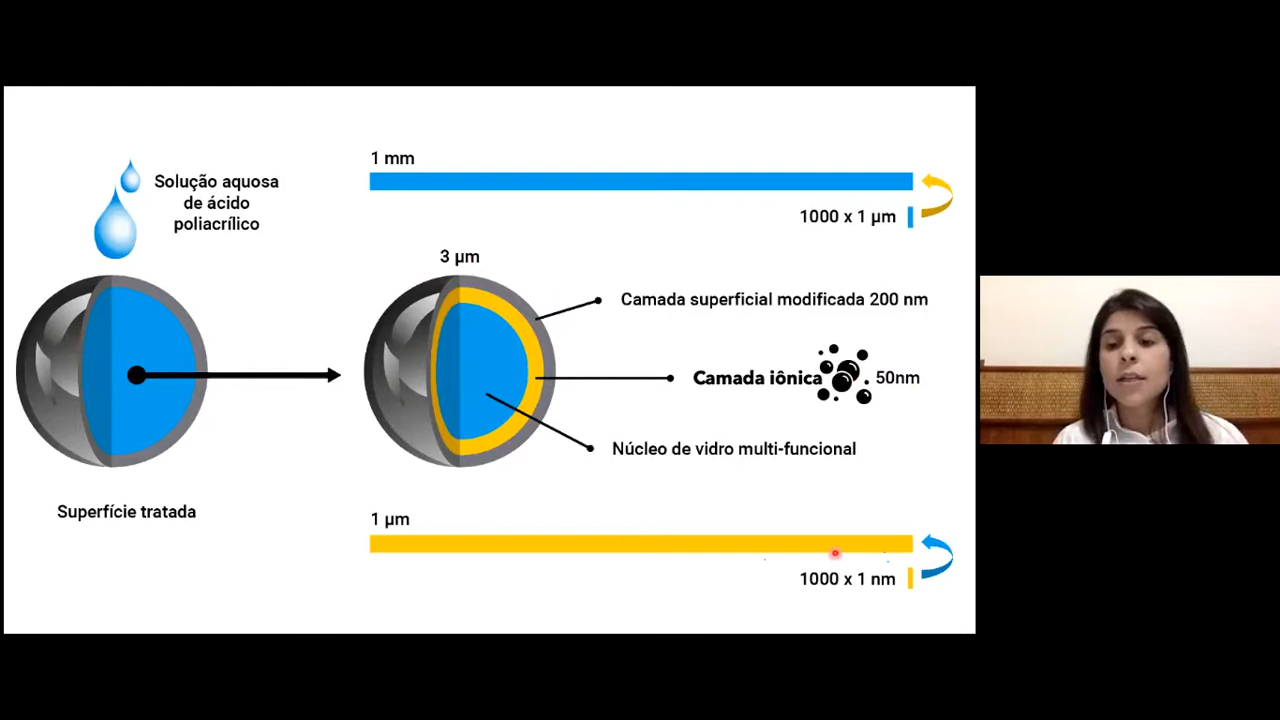 Solução aquosa
de ácido
poliacrílico
Superfície tratada
1 mm
1000 x 1 µm
3 µm
Camada superficial modificada 200 nm
Camada iônica 50nm
Núcleo de vidro multi-funcional
1 µm
1000 x 1 nm